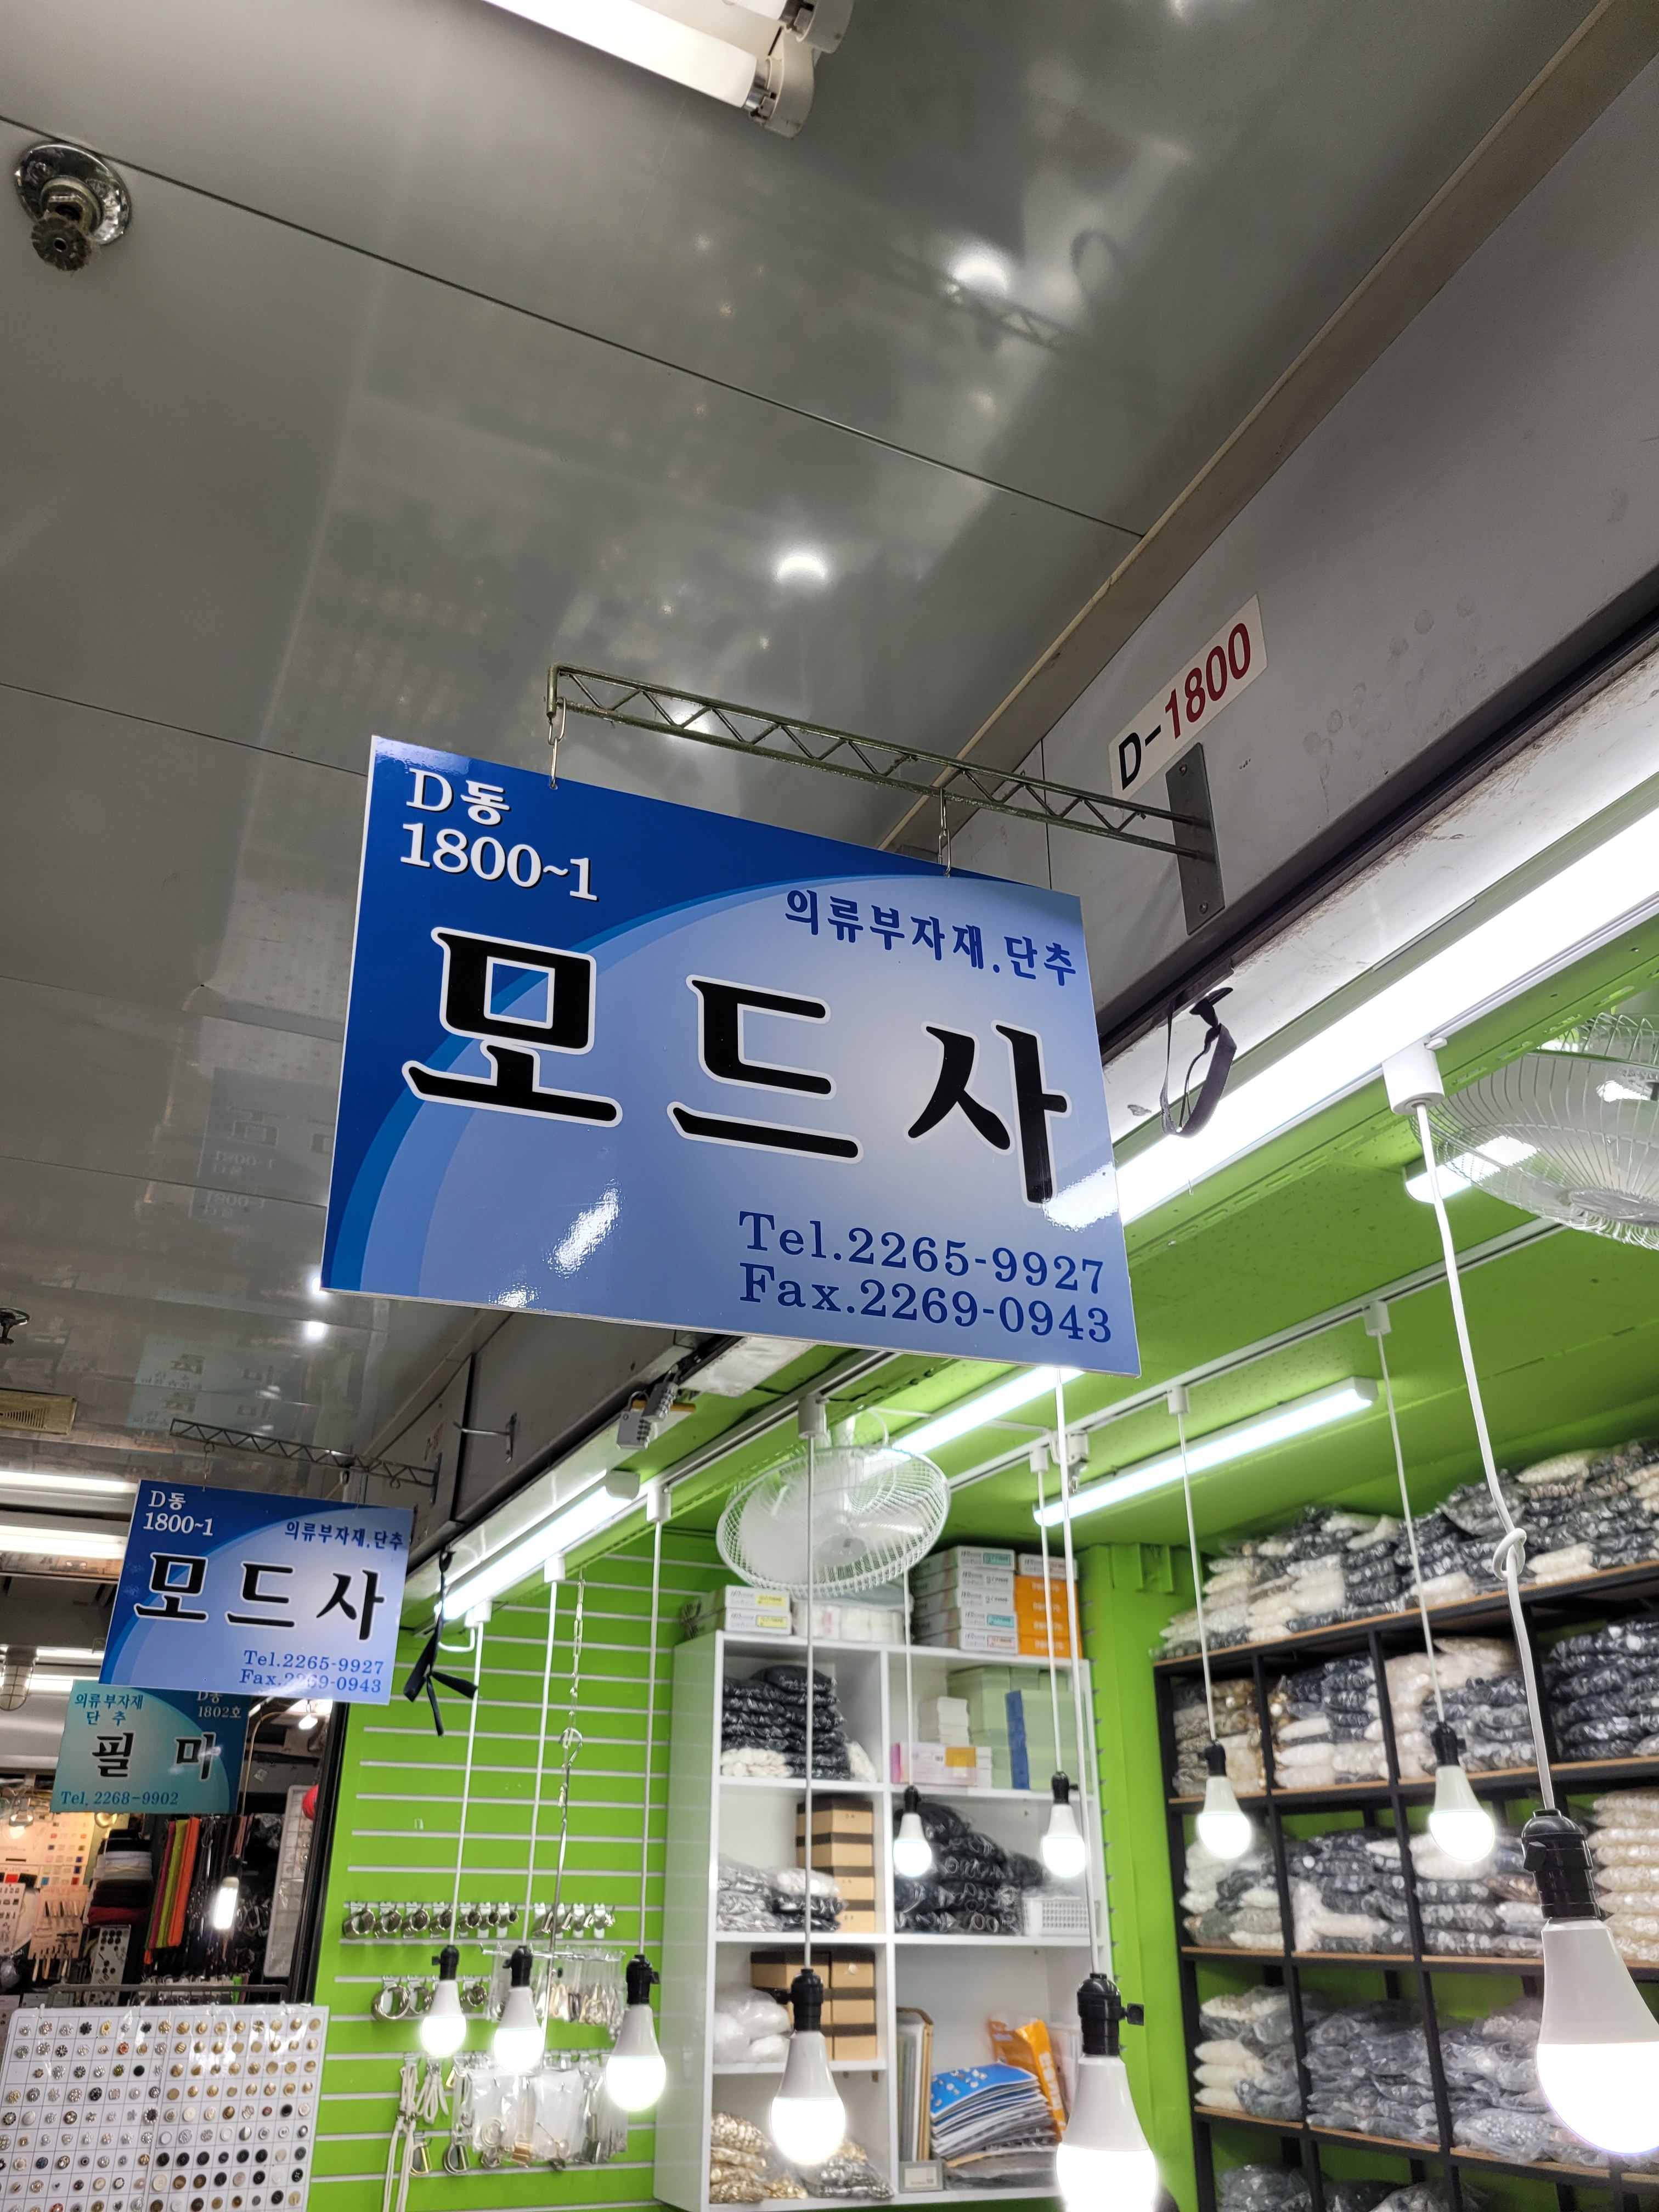 D-1800
D동
1800~1
의류부자재.단추
모드사
Tel.2265-9927
Fax.2269-0943
D동
1800~1
의류부자재.단추
모드사
Tel.2265-9927
Fax.2269-0943
의류부자재
단추
D동
1802호
필마
Tel. 2268-9902